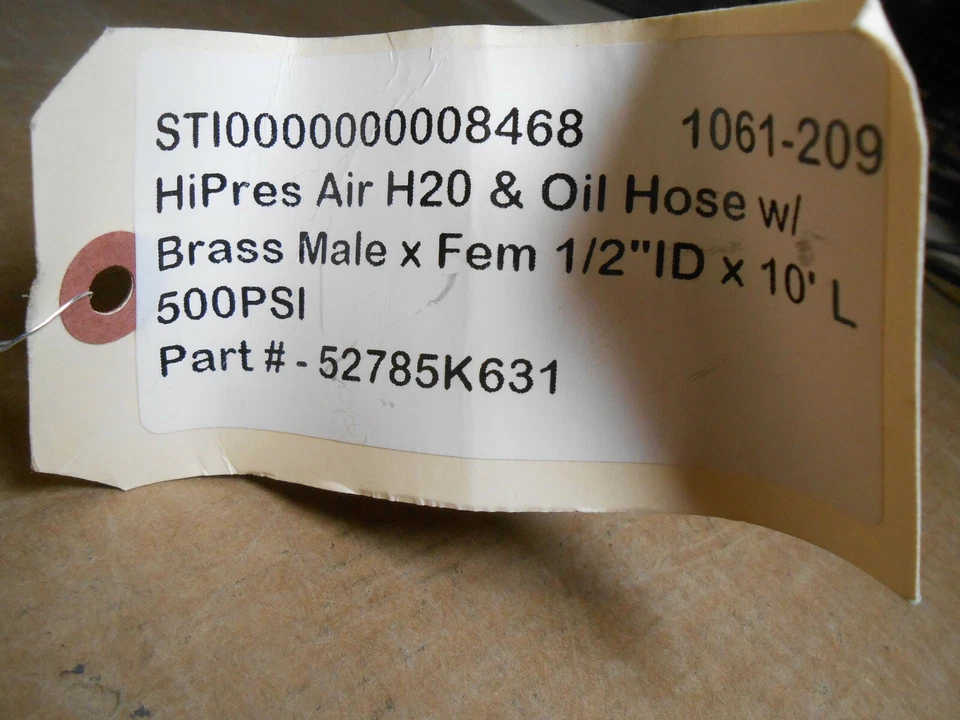 STI0000000008468 1061-209
HiPres Air H20 & Oil Hose w/
Brass Male x Fem 1/2"ID x 10' L
500PSI
Part # - 52785K631